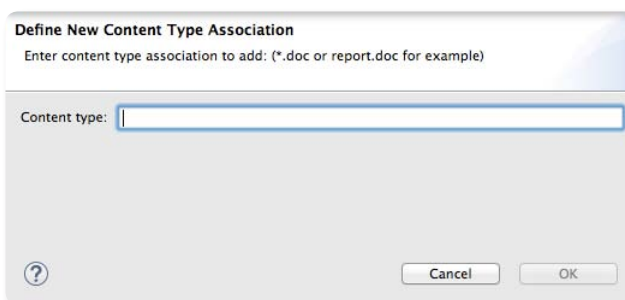 Define New Content Type Association
Enter content type association to add: (*.doc or report.doc for example)
Content type:
?
Cancel
OK